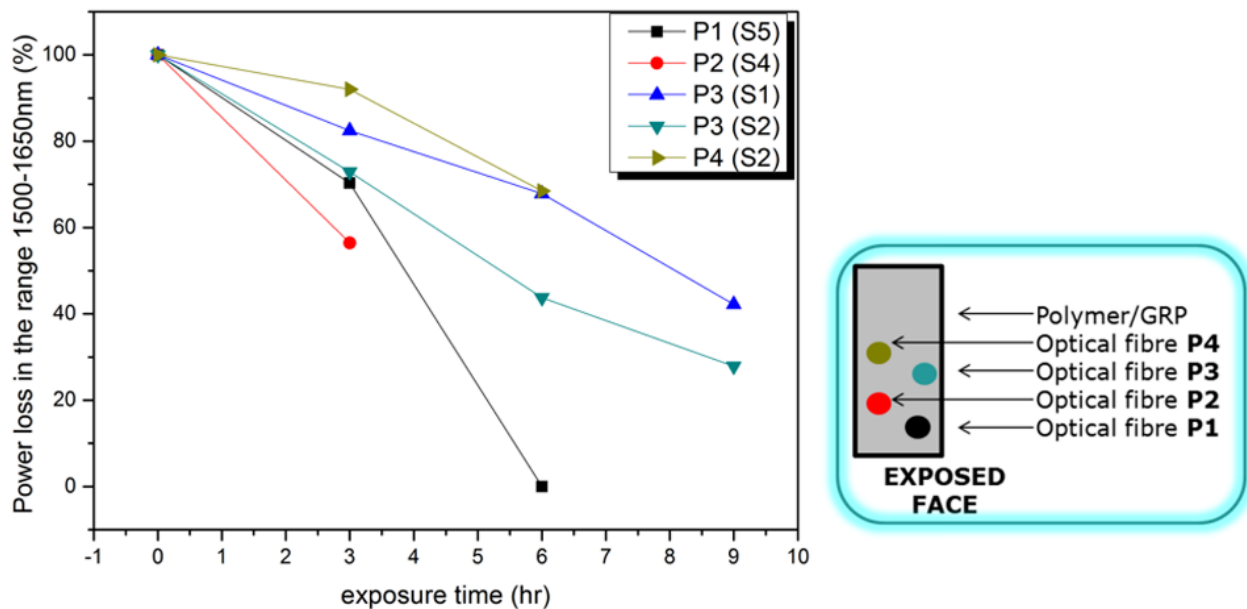 Power loss in the range 1500-1650nm (%)
100
80
60
40
20
0
-1 0 1 2 3 4 5 6 7 8 9 10
exposure time (hr)
P1 (S5)
P2 (S4)
P3 (S1)
P3 (S2)
P4 (S2)
Polymer/GRP
Optical fibre P4
Optical fibre P3
Optical fibre P2
Optical fibre P1
EXPOSED
FACE